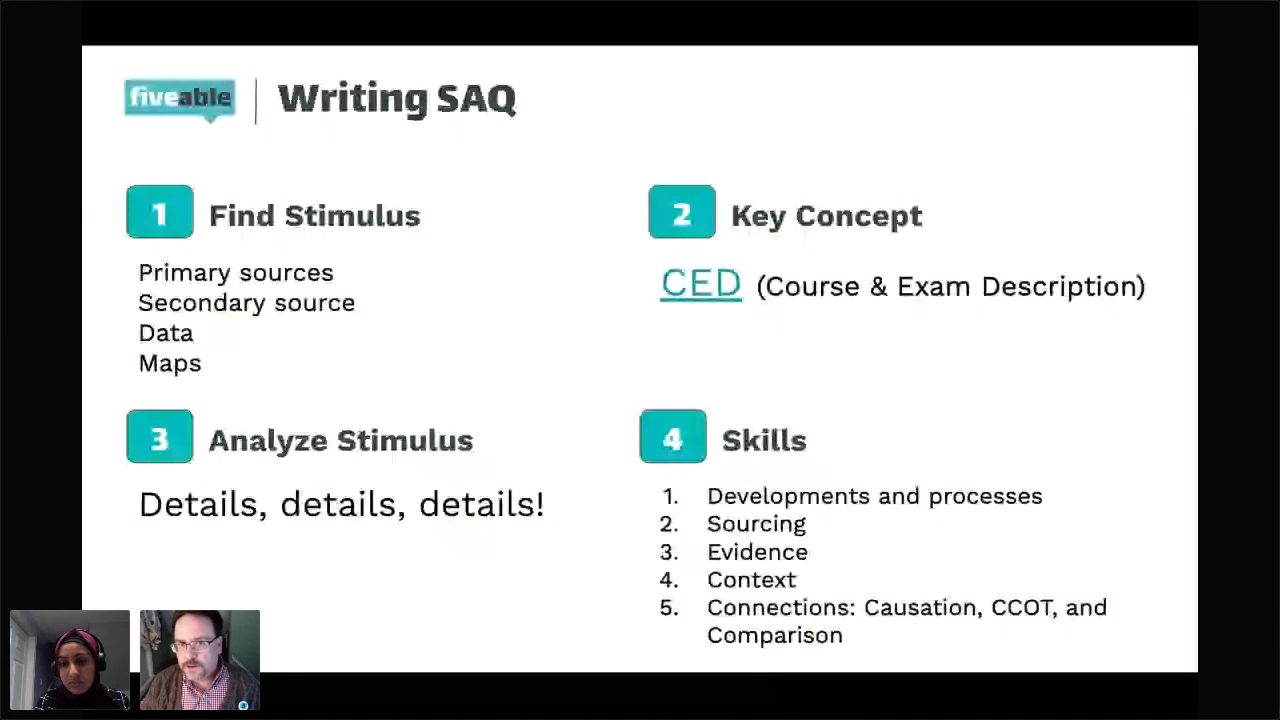 fiveable
Writing SAQ
1 Find Stimulus
Primary sources
Secondary source
Data
Maps
2 Key Concept
CED (Course & Exam Description)
3 Analyze Stimulus
Details, details, details!
4 Skills
1. Developments and processes
2. Sourcing
3. Evidence
4. Context
5. Connections: Causation, CCOT, and
Comparison